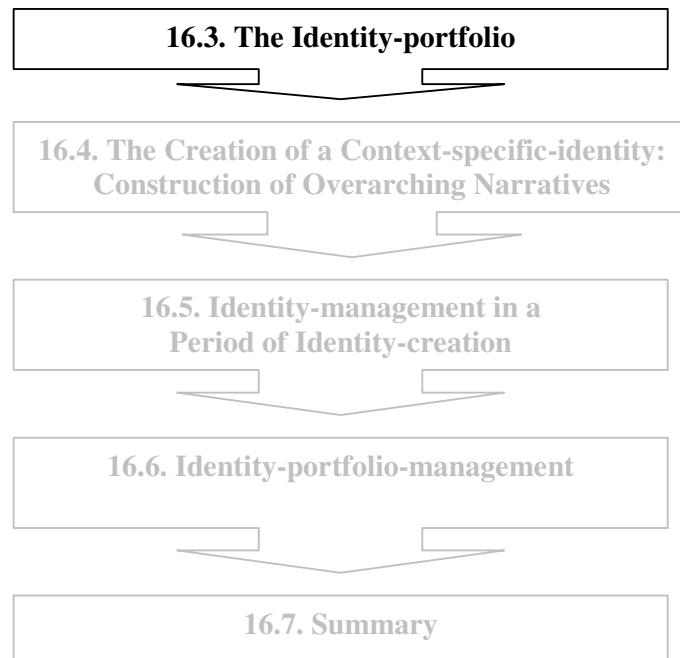 16.3. The Identity-portfolio
16.4. The Creation of a Context-specific-identity:
Construction of Overarching Narratives
16.5. Identity-management in a
Period of Identity-creation
16.6. Identity-portfolio-management
16.7. Summary